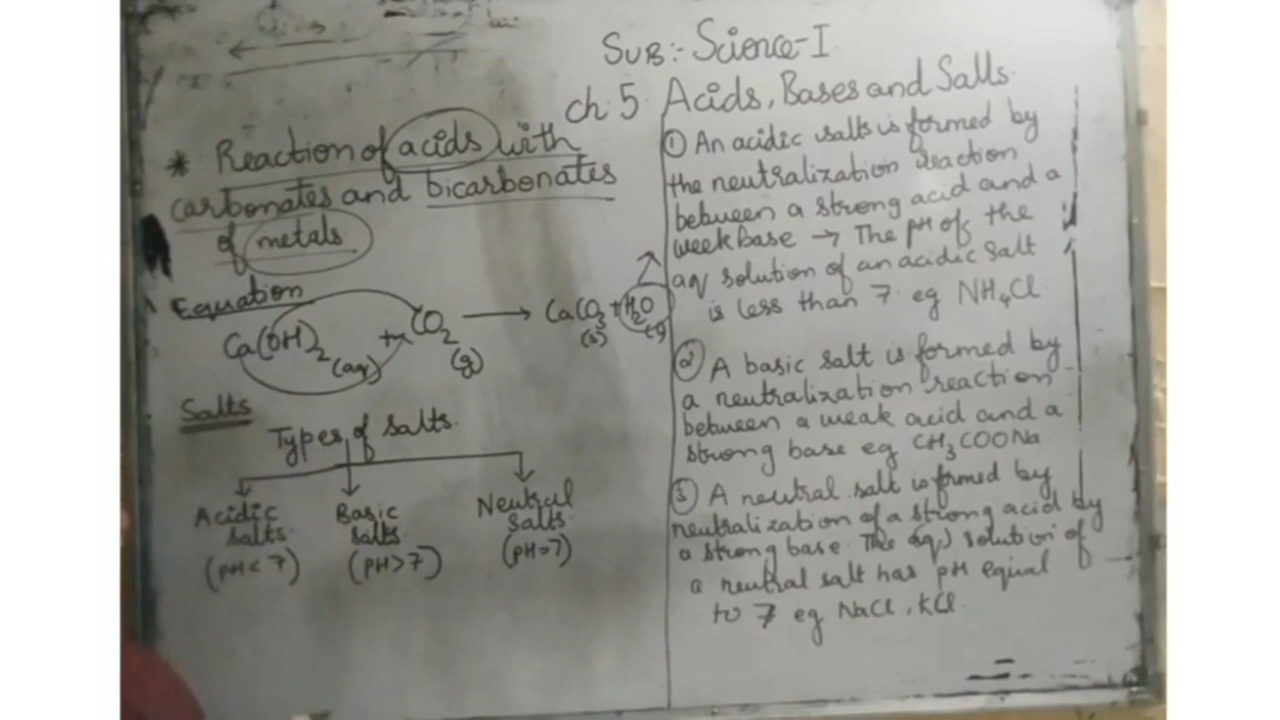 SUB:- Science-I
ch. 5 Acids, Bases and Salts.
* Reaction of acids with
carbonates and bicarbonates
of metals
Equation
Ca(OH)2 (aq) + CO2 (g) → CaCO3 (s) + H2O
Salts
Types of salts.
Acidic salts (pH < 7)
Basic salts (pH > 7)
Neutral salts (pH = 7)
① An acidic salts is formed by
the neutralization reaction
between a strong acid and a
week base → The pH of the
aq solution of an acidic salt
is less than 7 eg NH4Cl
② A basic salt is formed by
a neutralization reaction
between a weak acid and a
strong base eg CH3COONa
③ A neutral salt is formed by
neutralization of a strong acid by
a strong base. The aq) solution of
a neutral salt has pH equal
to 7 eg NaCl, KCl.